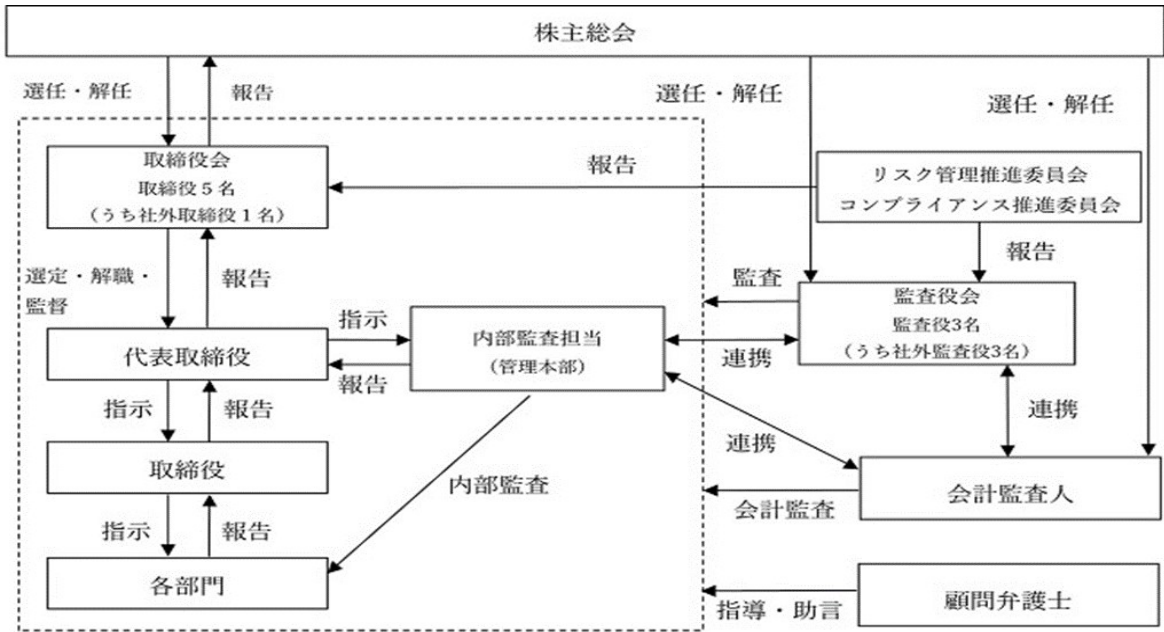 株主総会
選任・解任
報告
選任・解任
選任・解任
取締役会
取締役５名
（うち社外取締役１名）
報告
リスク管理推進委員会
コンプライアンス推進委員会
選定・解職・
監督
報告
報告
監査
監査役会
監査役3名
（うち社外監査役3名）
指示
代表取締役
報告
内部監査担当
（管理本部）
連携
指示
報告
連携
連携
取締役
内部監査
会計監査人
会計監査
指示
報告
各部門
顧問弁護士
指導・助言